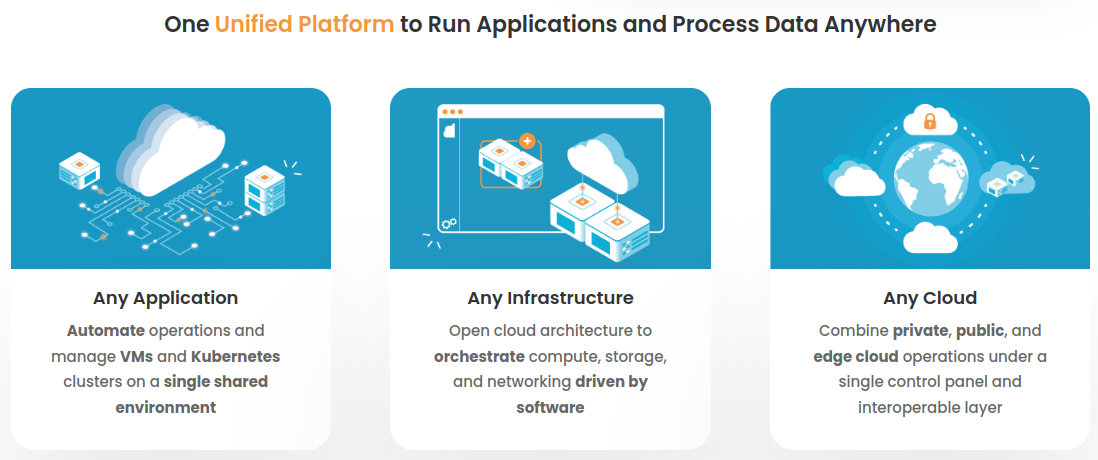 One Unified Platform to Run Applications and Process Data Anywhere
Any Application
Automate operations and
manage VMs and Kubernetes
clusters on a single shared
environment
Any Infrastructure
Open cloud architecture to
orchestrate compute, storage,
and networking driven by
software
Any Cloud
Combine private, public, and
edge cloud operations under a
single control panel and
interoperable layer